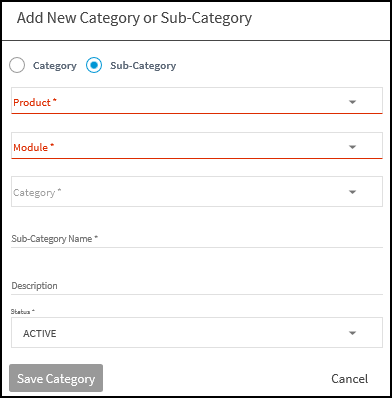 Add New Category or Sub-Category
Category Sub-Category
Product *
Module *
Category *
Sub-Category Name *
Description
Status *
ACTIVE
Save Category Cancel